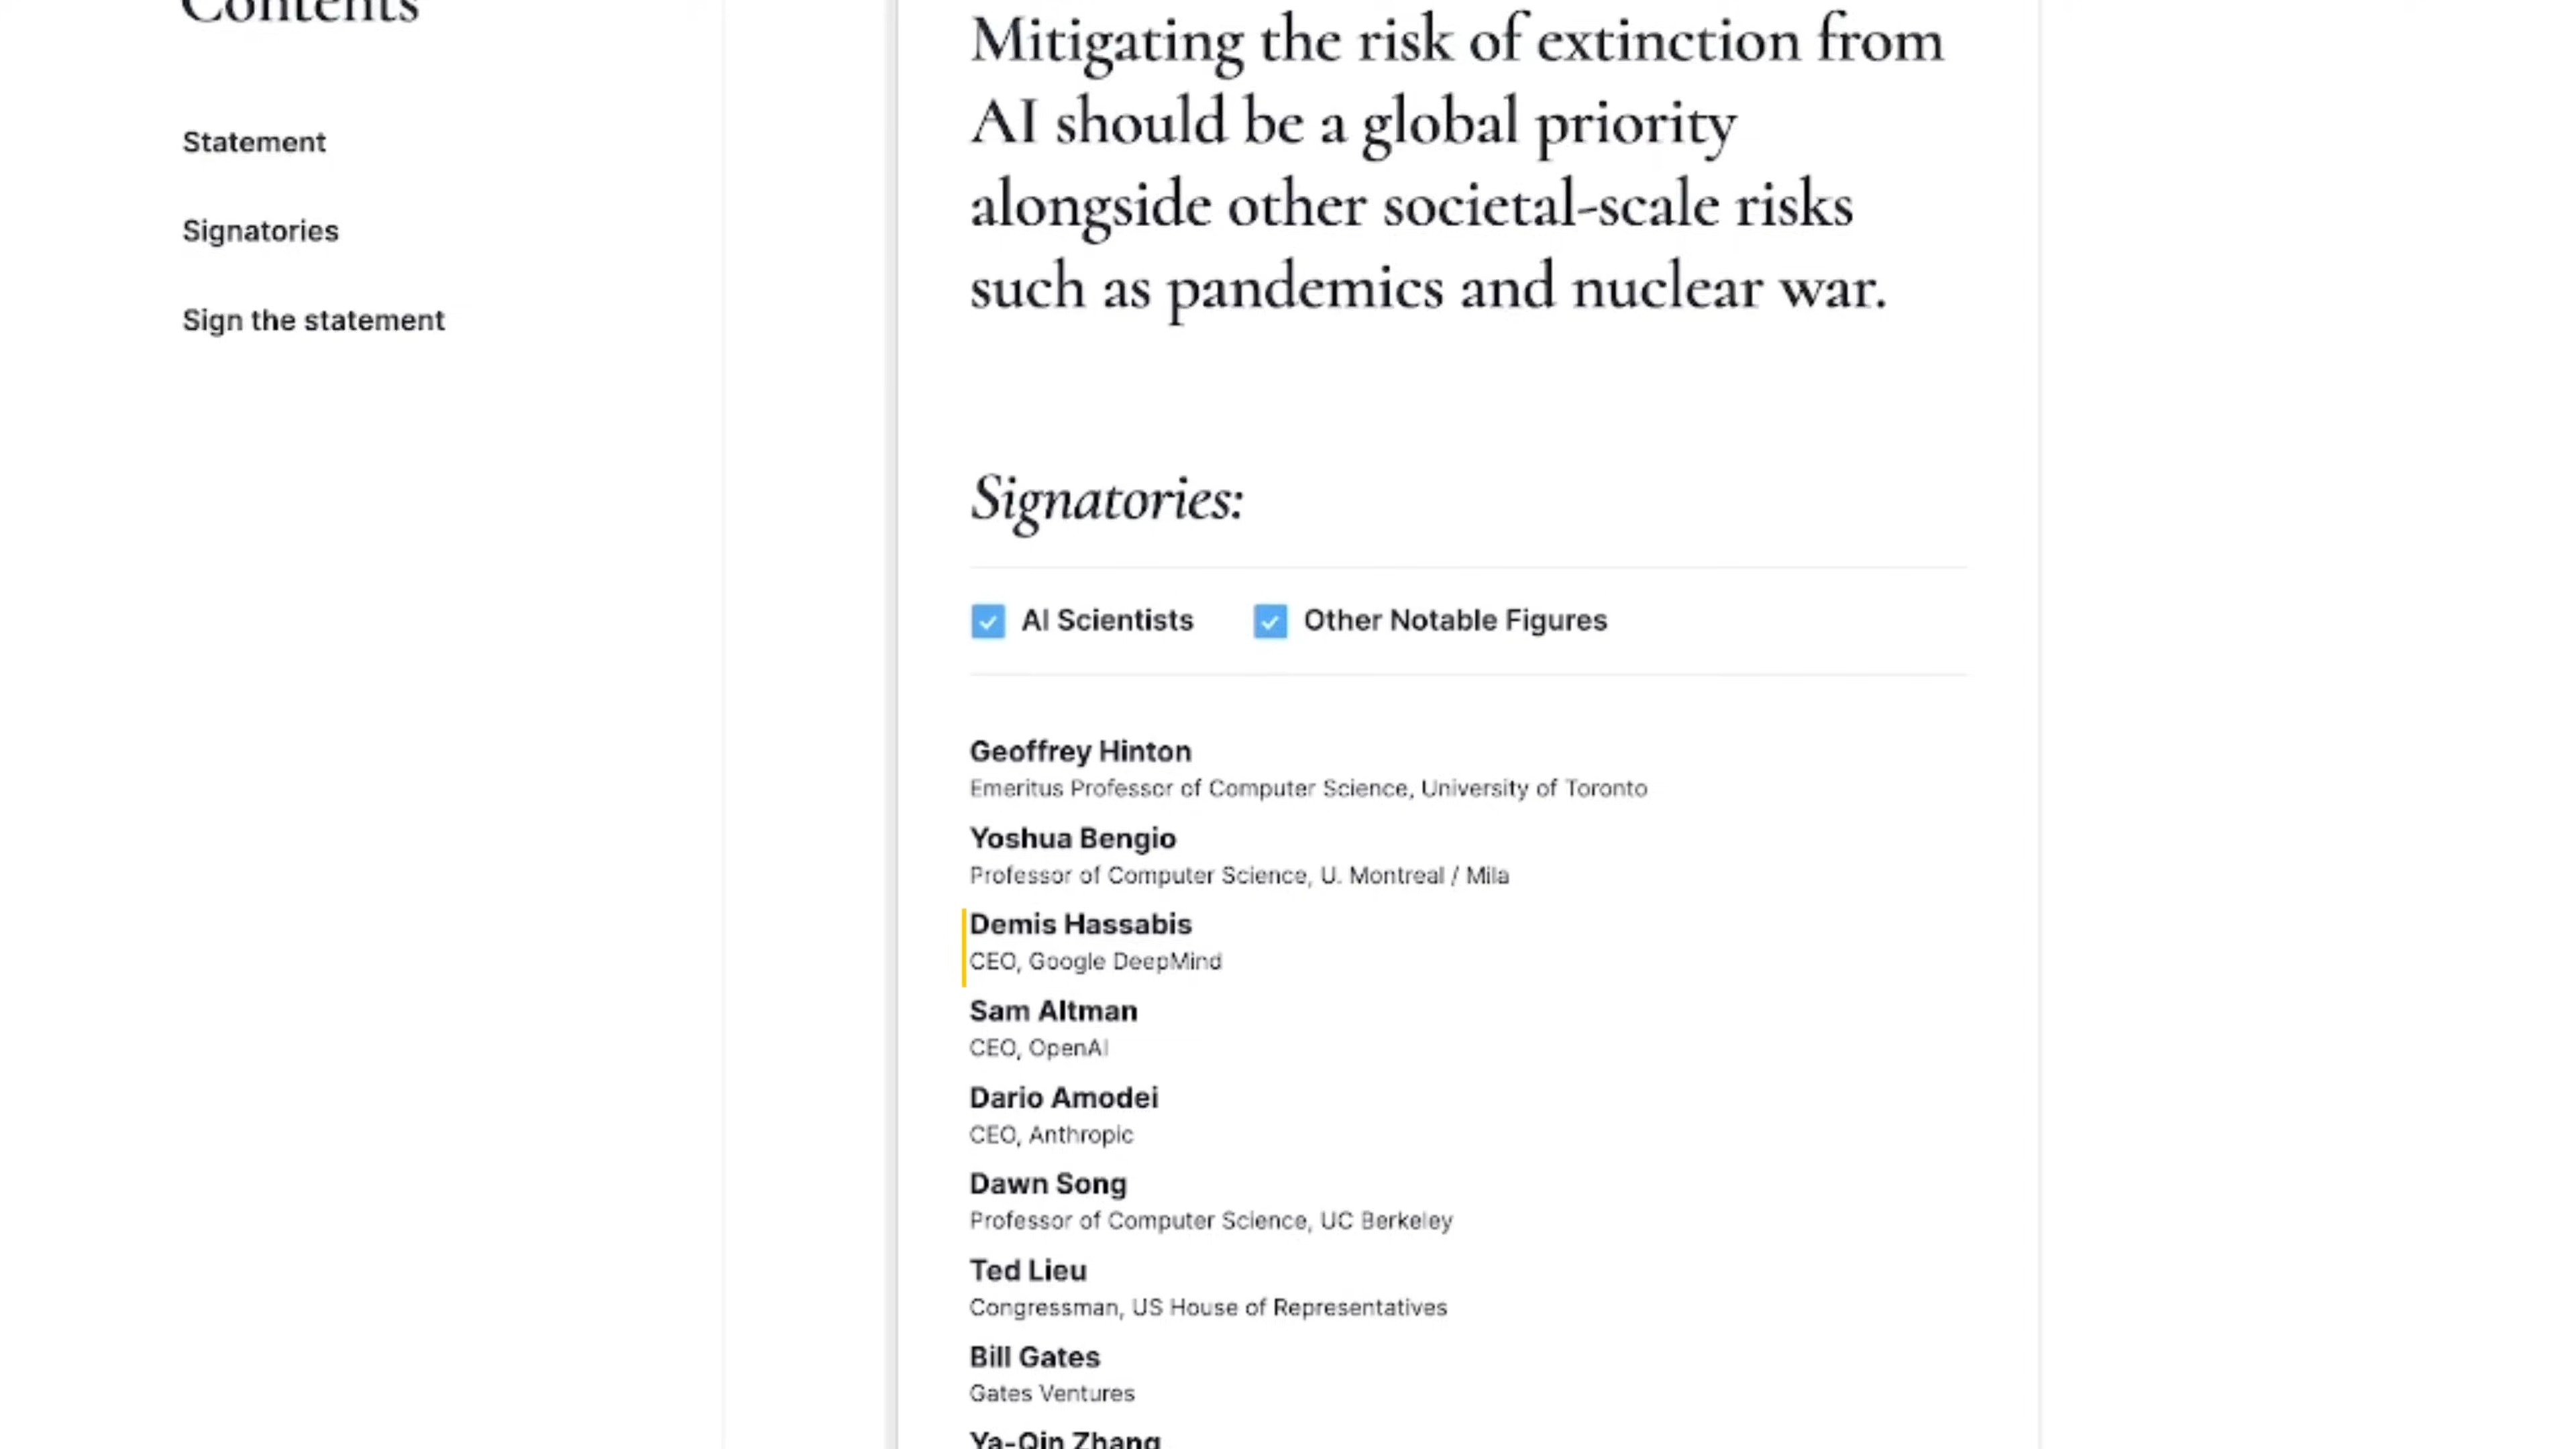 Contents
Statement
Signatories
Sign the statement
Mitigating the risk of extinction from
AI should be a global priority
alongside other societal-scale risks
such as pandemics and nuclear war.
Signatories:
AI Scientists
Other Notable Figures
Geoffrey Hinton
Emeritus Professor of Computer Science, University of Toronto
Yoshua Bengio
Professor of Computer Science, U. Montreal / Mila
Demis Hassabis
CEO, Google DeepMind
Sam Altman
CEO, OpenAI
Dario Amodei
CEO, Anthropic
Dawn Song
Professor of Computer Science, UC Berkeley
Ted Lieu
Congressman, US House of Representatives
Bill Gates
Gates Ventures
Ya-Qin Zhang